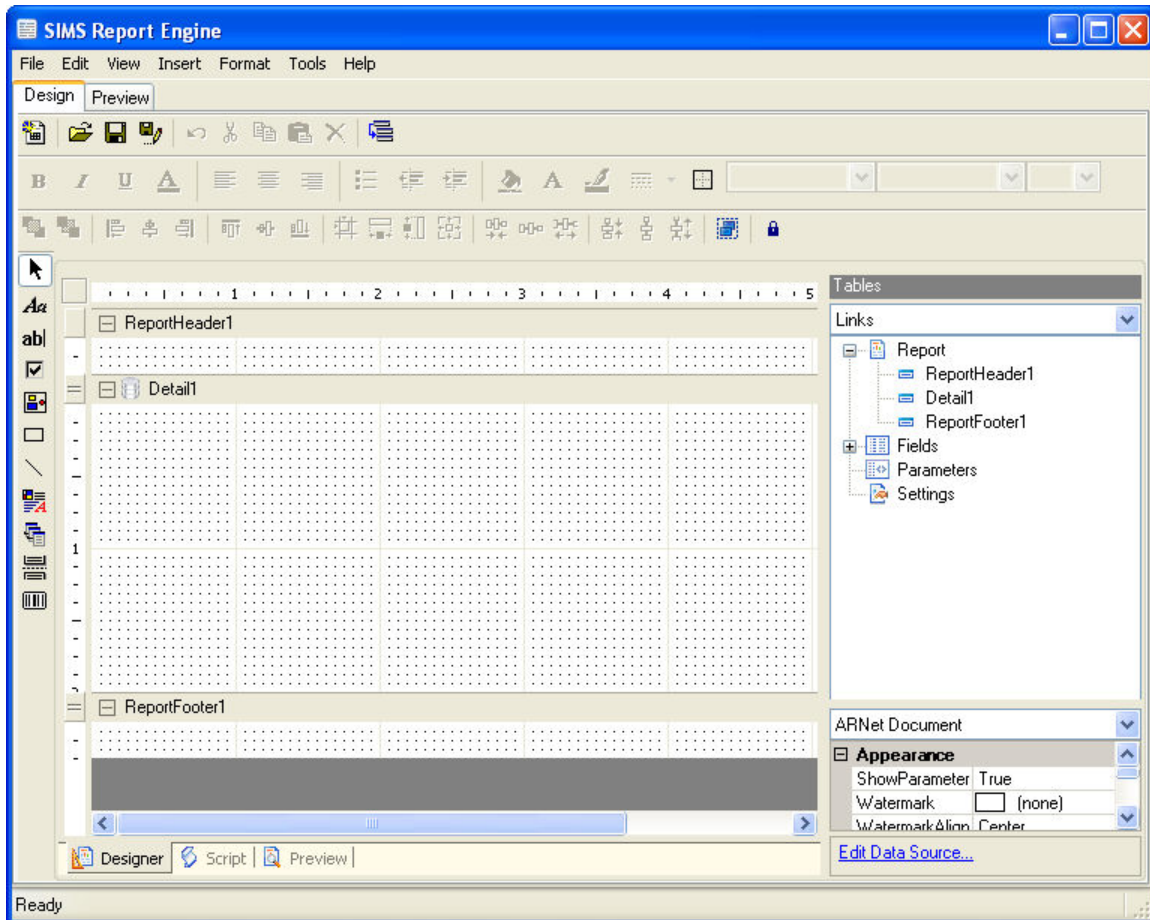 SIMS Report Engine
File Edit View Insert Format Tools Help
Design Preview
B I U A A
Aa
ab|
1 2 3 4 5
ReportHeader1
Detail1
1
ReportFooter1
Designer Script Preview
Tables
Links
Report
ReportHeader1
Detail1
ReportFooter1
Fields
Parameters
Settings
ARNet Document
Appearance
ShowParameter True
Watermark (none)
WatermarkAlign Center
Edit Data Source...
Ready